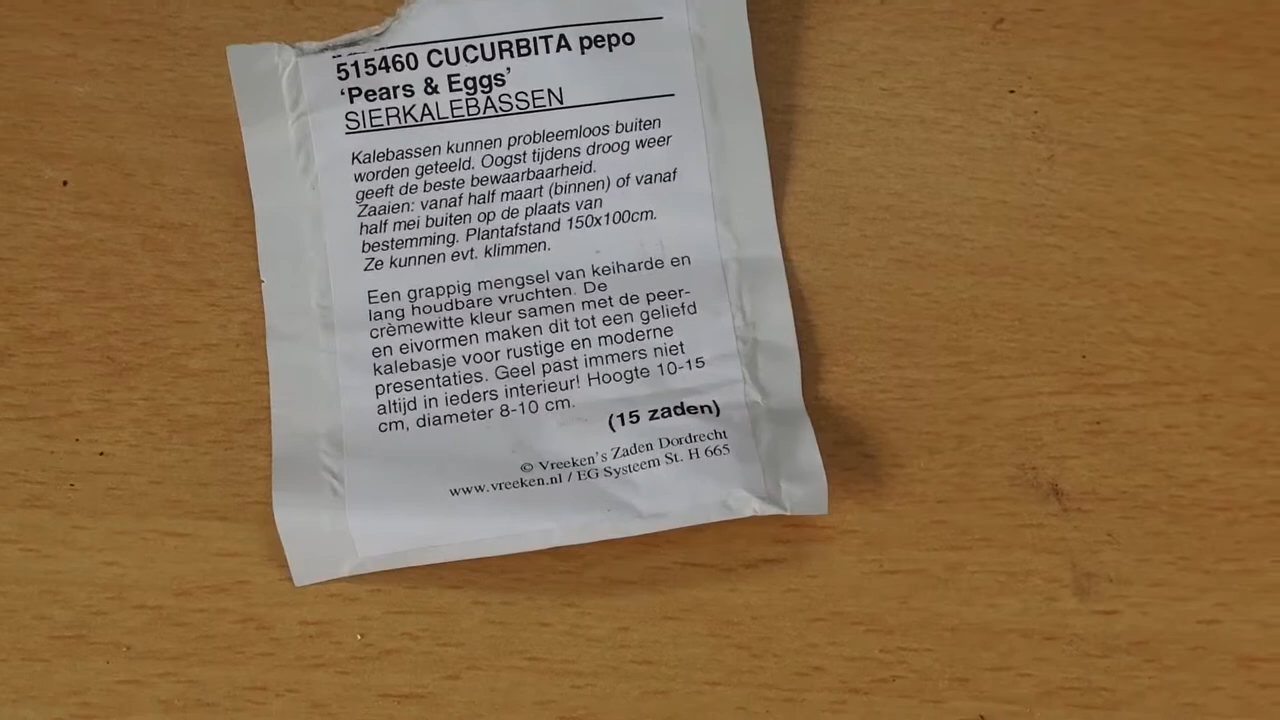 515460 CUCURBITA pepo
‘Pears & Eggs’
SIERKALEBASSEN
Kalebassen kunnen probleemloos buiten
worden geteeld. Oogst tijdens droog weer
geeft de beste bewaarbaarheid.
Zaaien: vanaf half maart (binnen) of vanaf
half mei buiten op de plaats van
bestemming. Plantafstand 150x100cm.
Ze kunnen evt. klimmen.
Een grappig mengsel van keiharde en
lang houdbare vruchten. De
crèmewitte kleur samen met de peer-
en eivormen maken dit tot een geliefd
kalebasje voor rustige en moderne
presentaties. Geel past immers niet
altijd in ieders interieur! Hoogte 10-15
cm, diameter 8-10 cm.
(15 zaden)
© Vreeken's Zaden Dordrecht
www.vreeken.nl / EG Systeem St. H 665